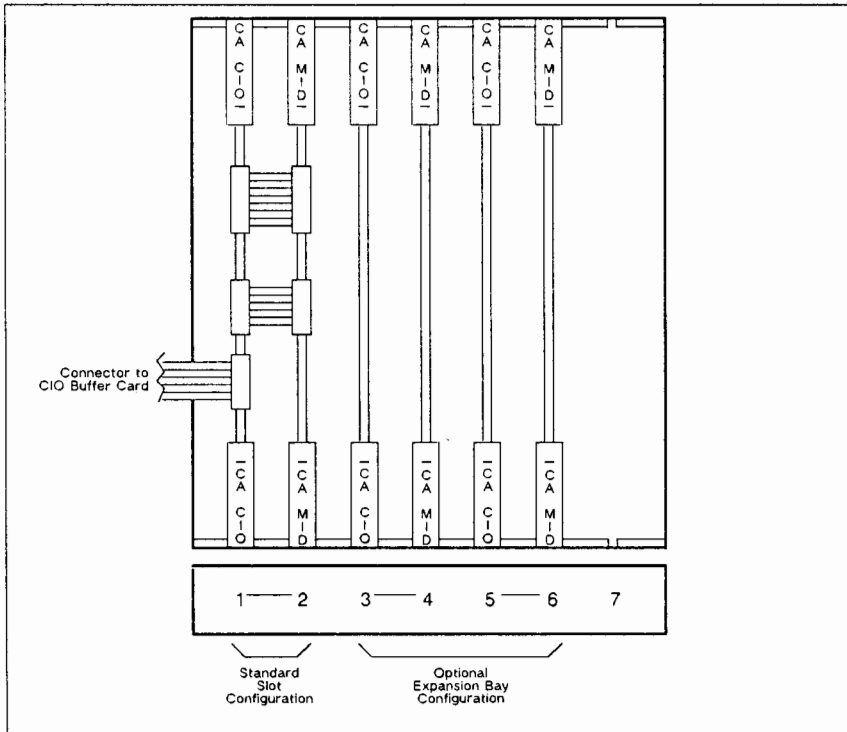 CA CIO CA MID CA CIO CA MID CA CIO CA MID
Connector to
CIO Buffer Card
CA CIO CA MID CA CIO CA MID CA CIO CA MID
1 2 3 4 5 6 7
Standard
Slot
Configuration
Optional
Expansion Bay
Configuration